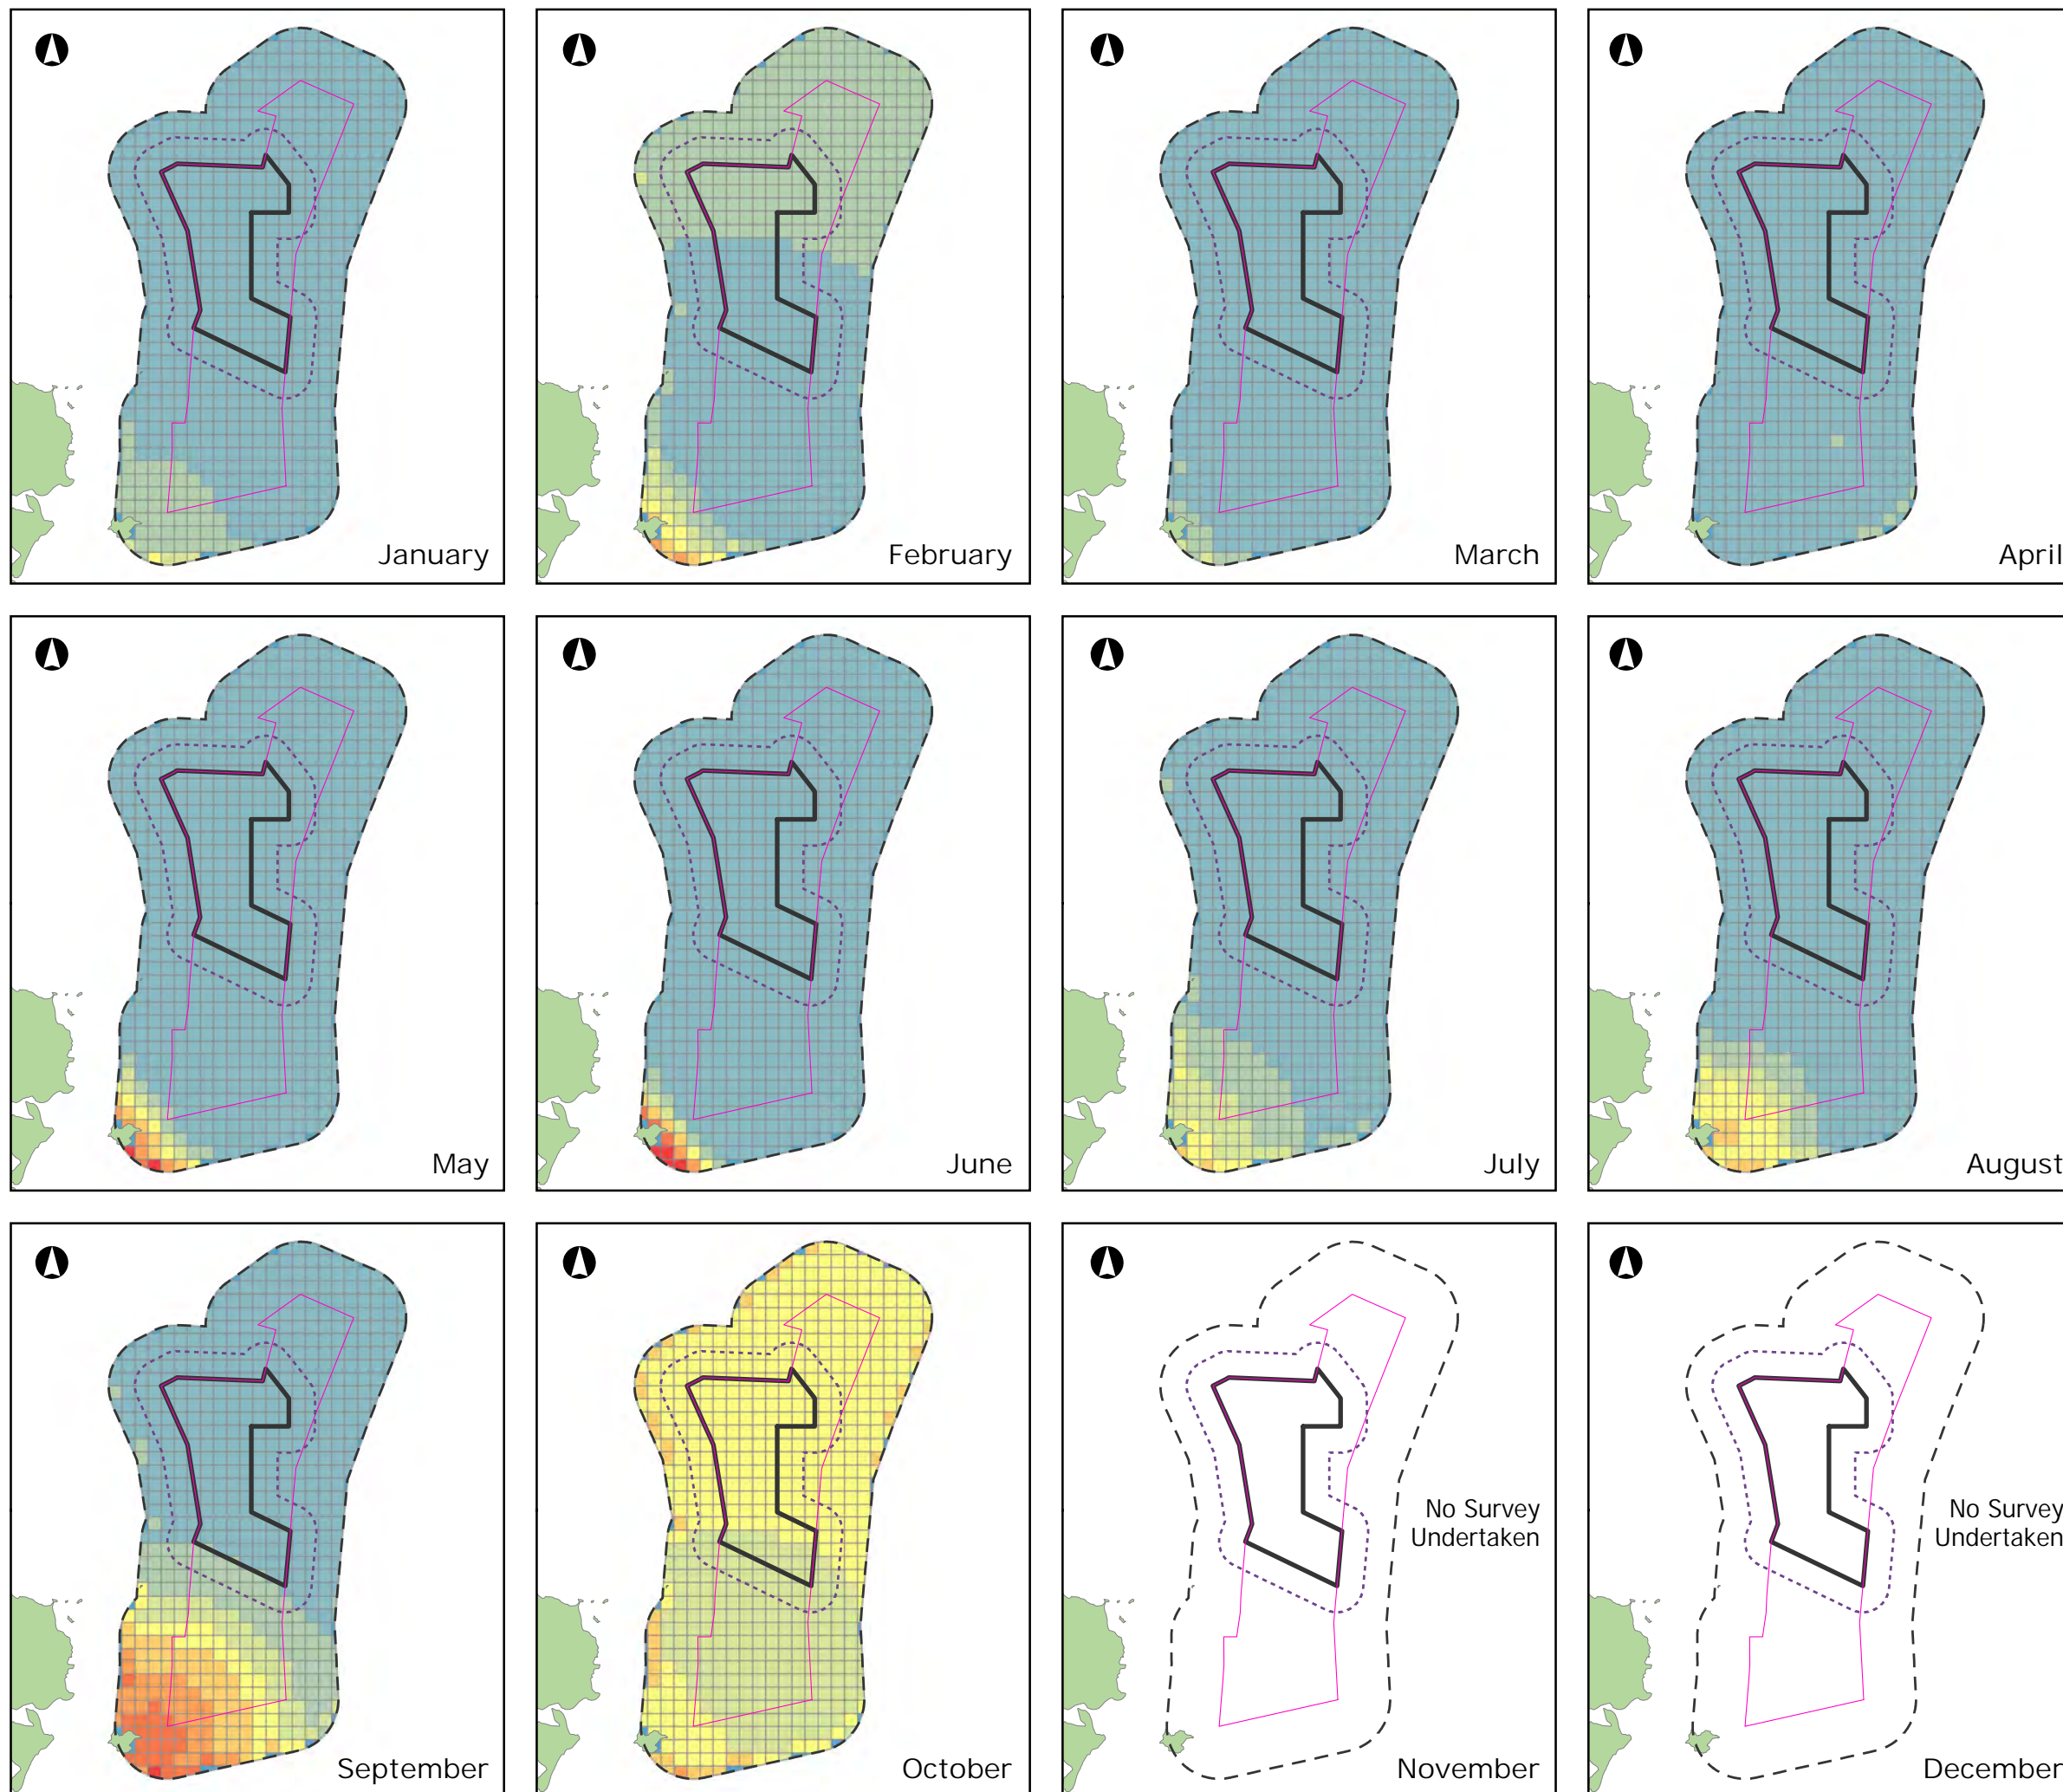 January
February
March
April
May
June
July
August
September
October
No Survey
Undertaken
November
No Survey
Undertaken
December